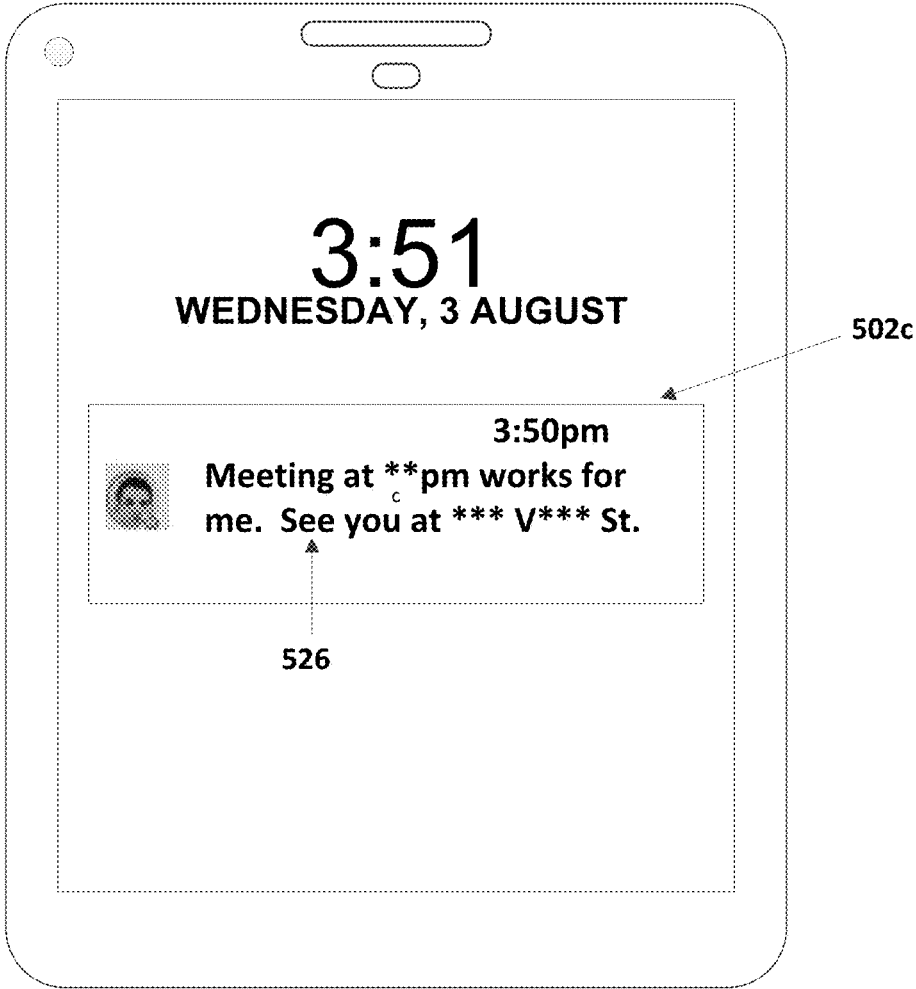 3:51
WEDNESDAY, 3 AUGUST
502c
3:50pm
Meeting at **pm works for
c
me. See you at *** V*** St.
526